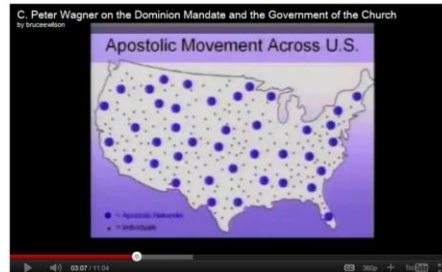 C. Peter Wagner on the Dominion Mandate and the Government of the Church
by bruceewilson
Apostolic Movement Across U.S.
= Apostolic Networks
= Individuals
03:07 / 11:04
360p
YouTube